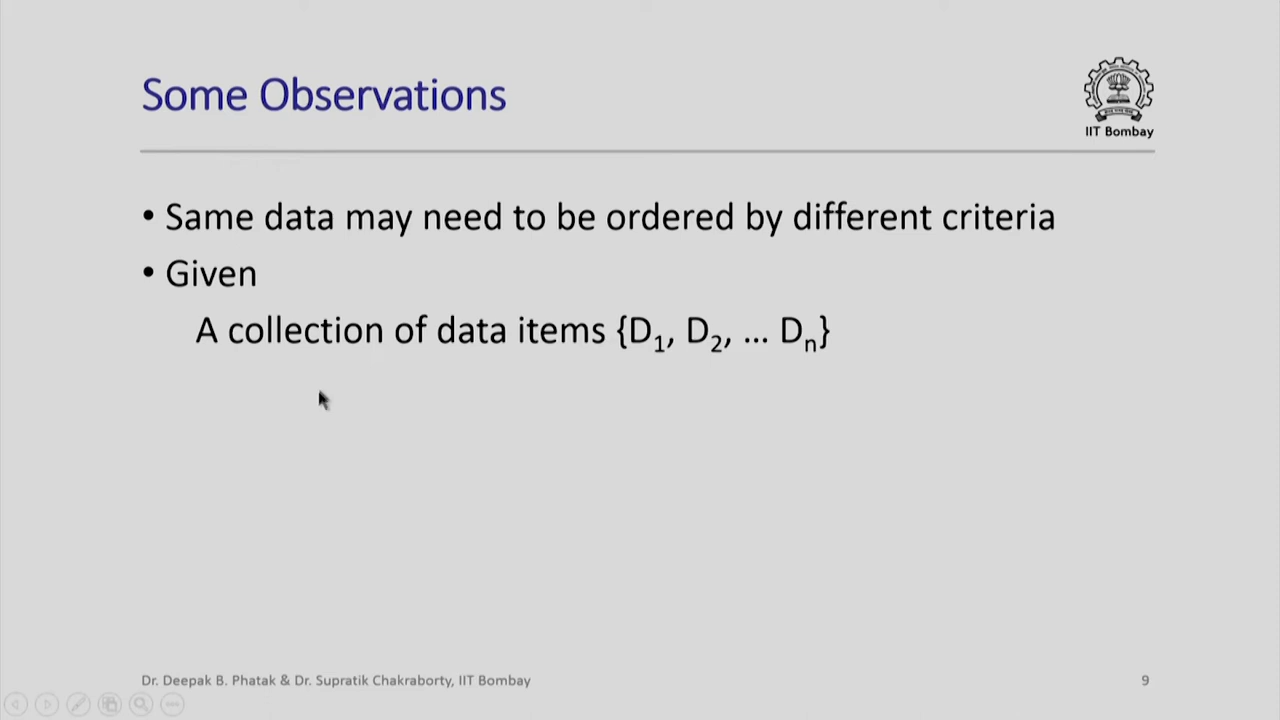 Some Observations
IIT Bombay
• Same data may need to be ordered by different criteria
• Given
A collection of data items {D₁, D₂, … Dₙ}
Dr. Deepak B. Phatak & Dr. Supratik Chakraborty, IIT Bombay
9